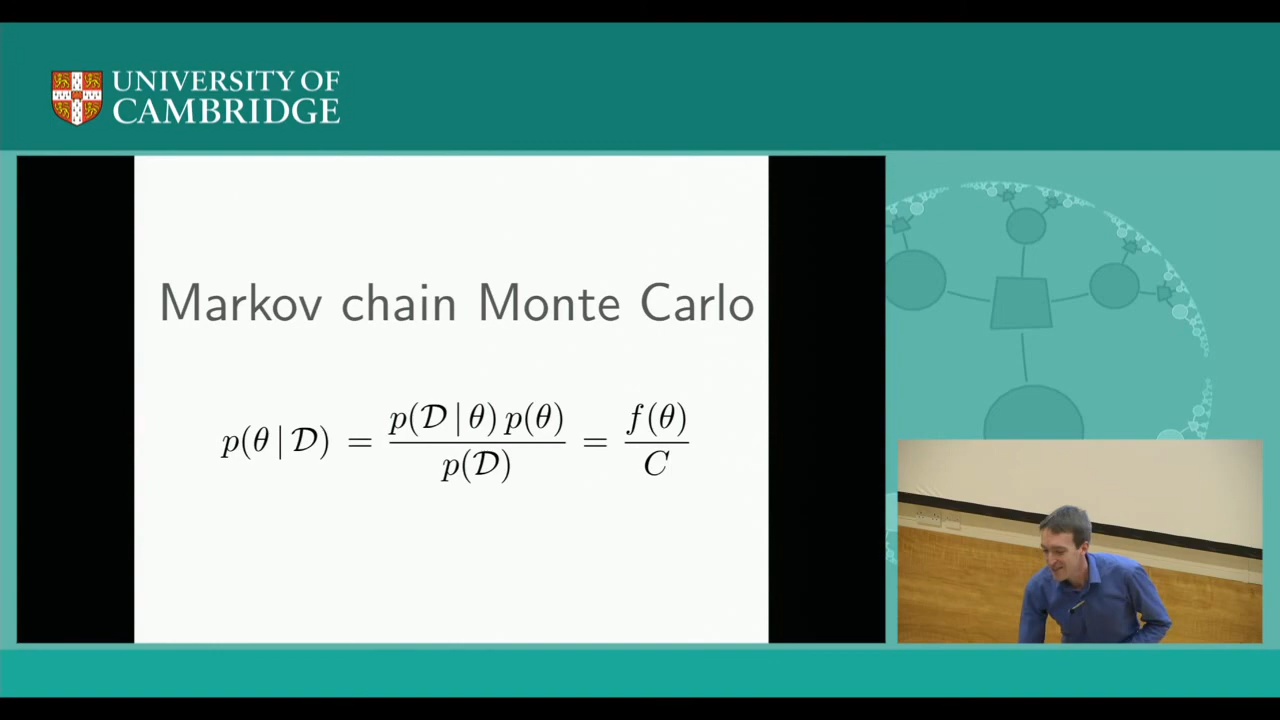 UNIVERSITY OF
CAMBRIDGE
Markov chain Monte Carlo
p(θ | 𝒟) = p(𝒟 | θ) p(θ) / p(𝒟) = f(θ) / C